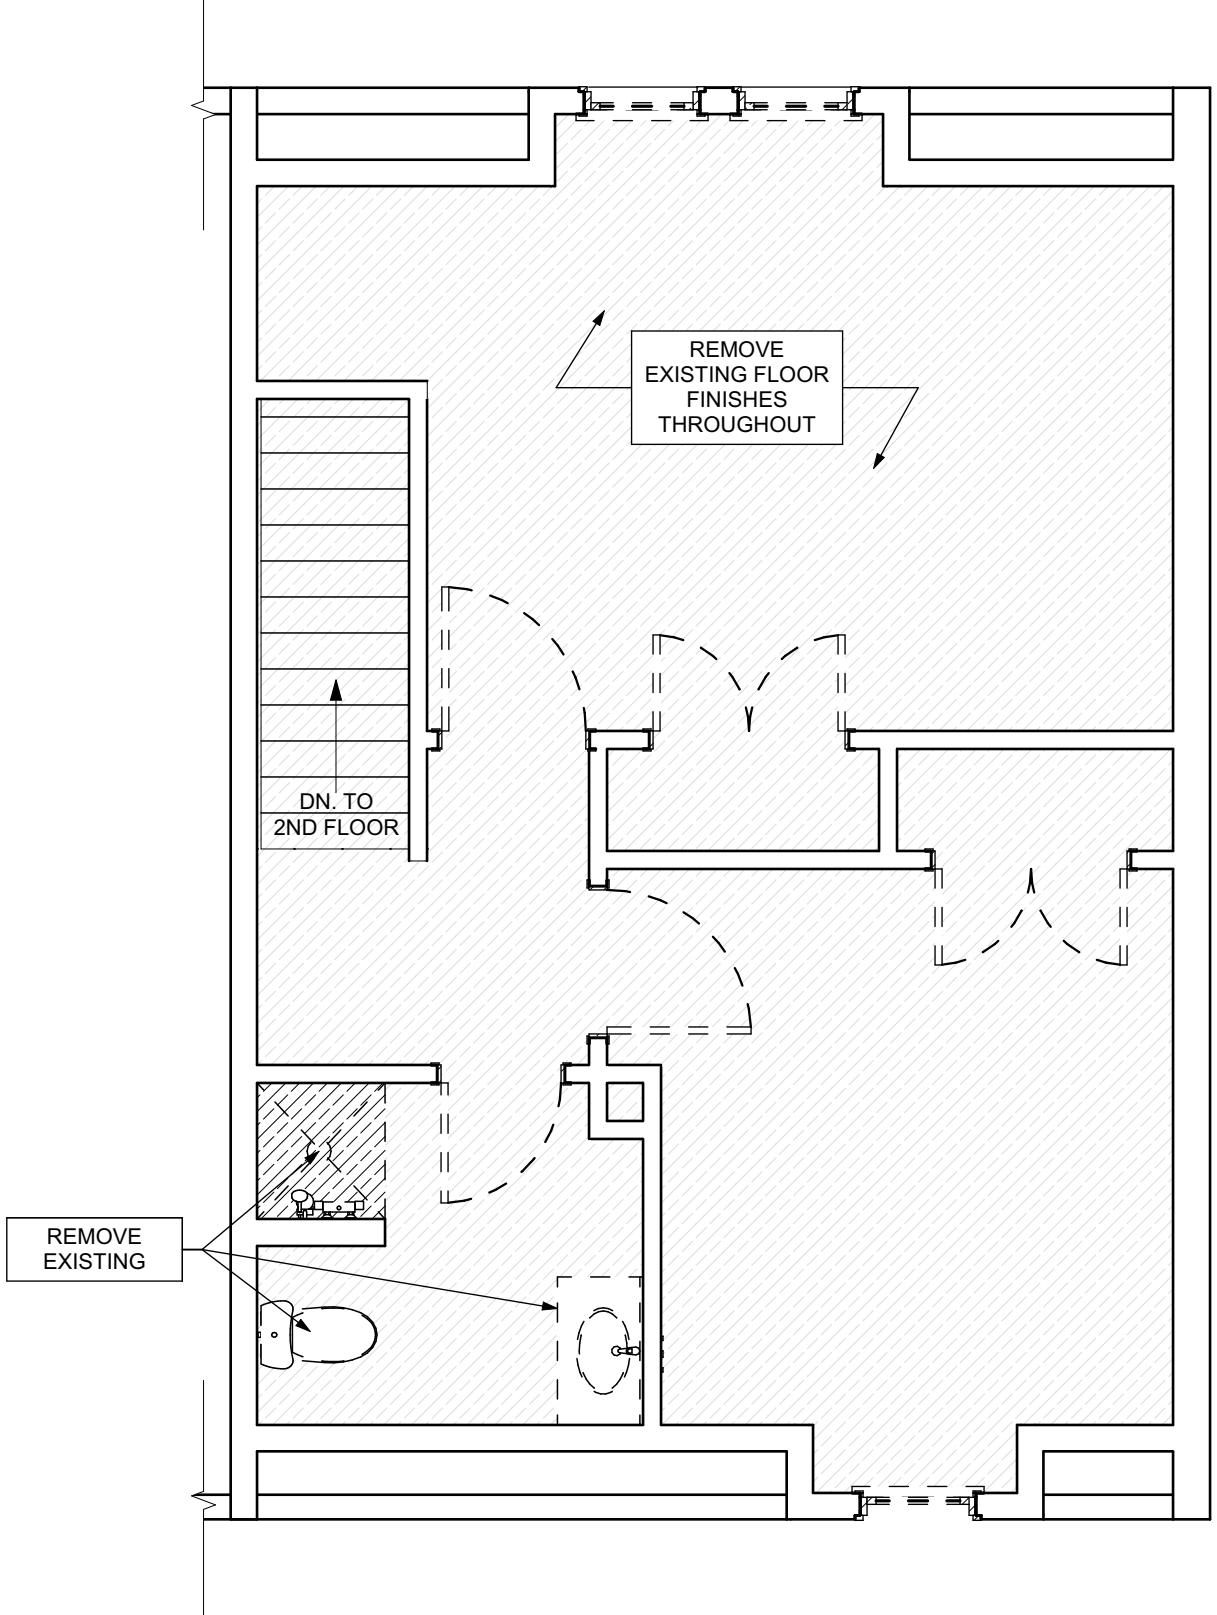 REMOVE
EXISTING FLOOR
FINISHES
THROUGHOUT
DN. TO
2ND FLOOR
REMOVE
EXISTING